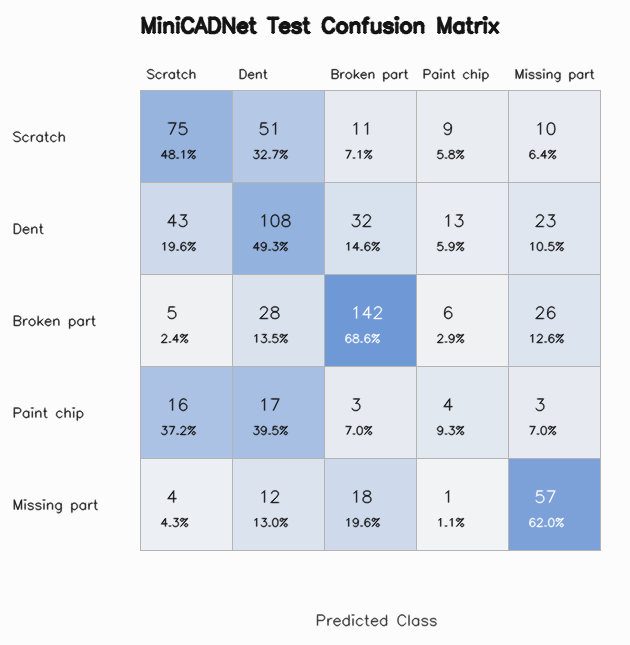 MiniCADNet Test Confusion Matrix
Scratch Dent Broken part Paint chip Missing part
Scratch 75 51 11 9 10
48.1% 32.7% 7.1% 5.8% 6.4%
Dent 43 108 32 13 23
19.6% 49.3% 14.6% 5.9% 10.5%
Broken part 5 28 142 6 26
2.4% 13.5% 68.6% 2.9% 12.6%
Paint chip 16 17 3 4 3
37.2% 39.5% 7.0% 9.3% 7.0%
Missing part 4 12 18 1 57
4.3% 13.0% 19.6% 1.1% 62.0%
Predicted Class